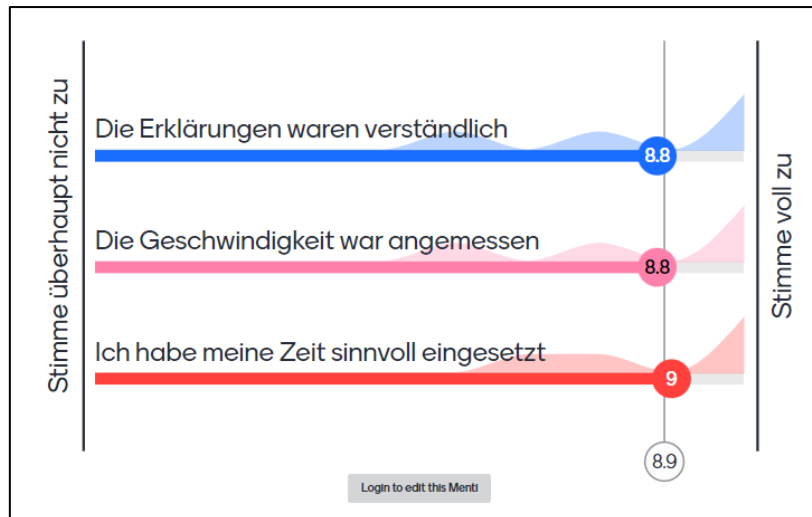 Stimme überhaupt nicht zu
Die Erklärungen waren verständlich
8.8
Die Geschwindigkeit war angemessen
8.8
Ich habe meine Zeit sinnvoll eingesetzt
9
Stimme voll zu
8.9
Login to edit this Menti